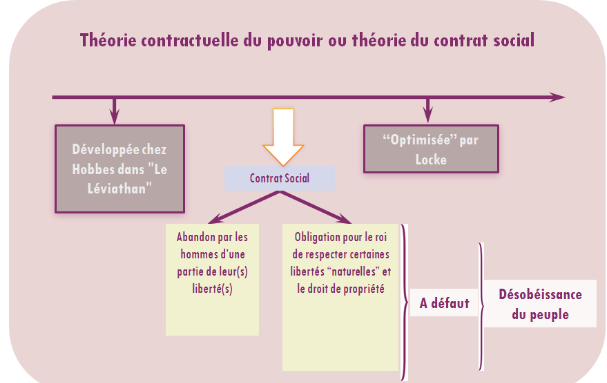 Théorie contractuelle du pouvoir ou théorie du contrat social
Développée chez
Hobbes dans "Le
Léviathan"
“Optimisée” par
Locke
Contrat Social
Abandon par les
hommes d'une
partie de leur(s)
liberté(s)
Obligation pour le roi
de respecter certaines
libertés “naturelles” et
le droit de propriété
A défaut
Désobéissance
du peuple